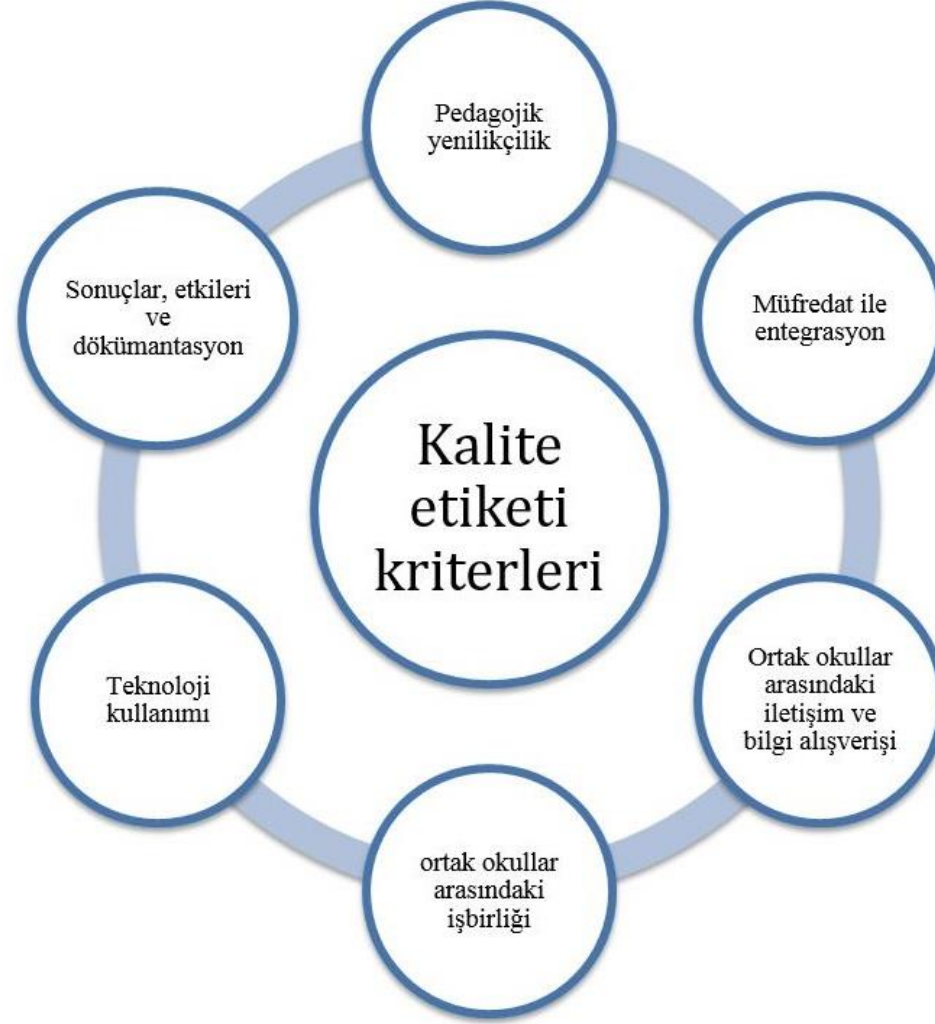 Pedagojik
yenilikçilik
Müfredat ile
entegrasyon
Ortak okullar
arasındaki
iletişim ve
bilgi alışverişi
ortak okullar
arasındaki
işbirliği
Teknoloji
kullanımı
Sonuçlar, etkileri
ve
dökümantasyon
Kalite
etiketi
kriterleri